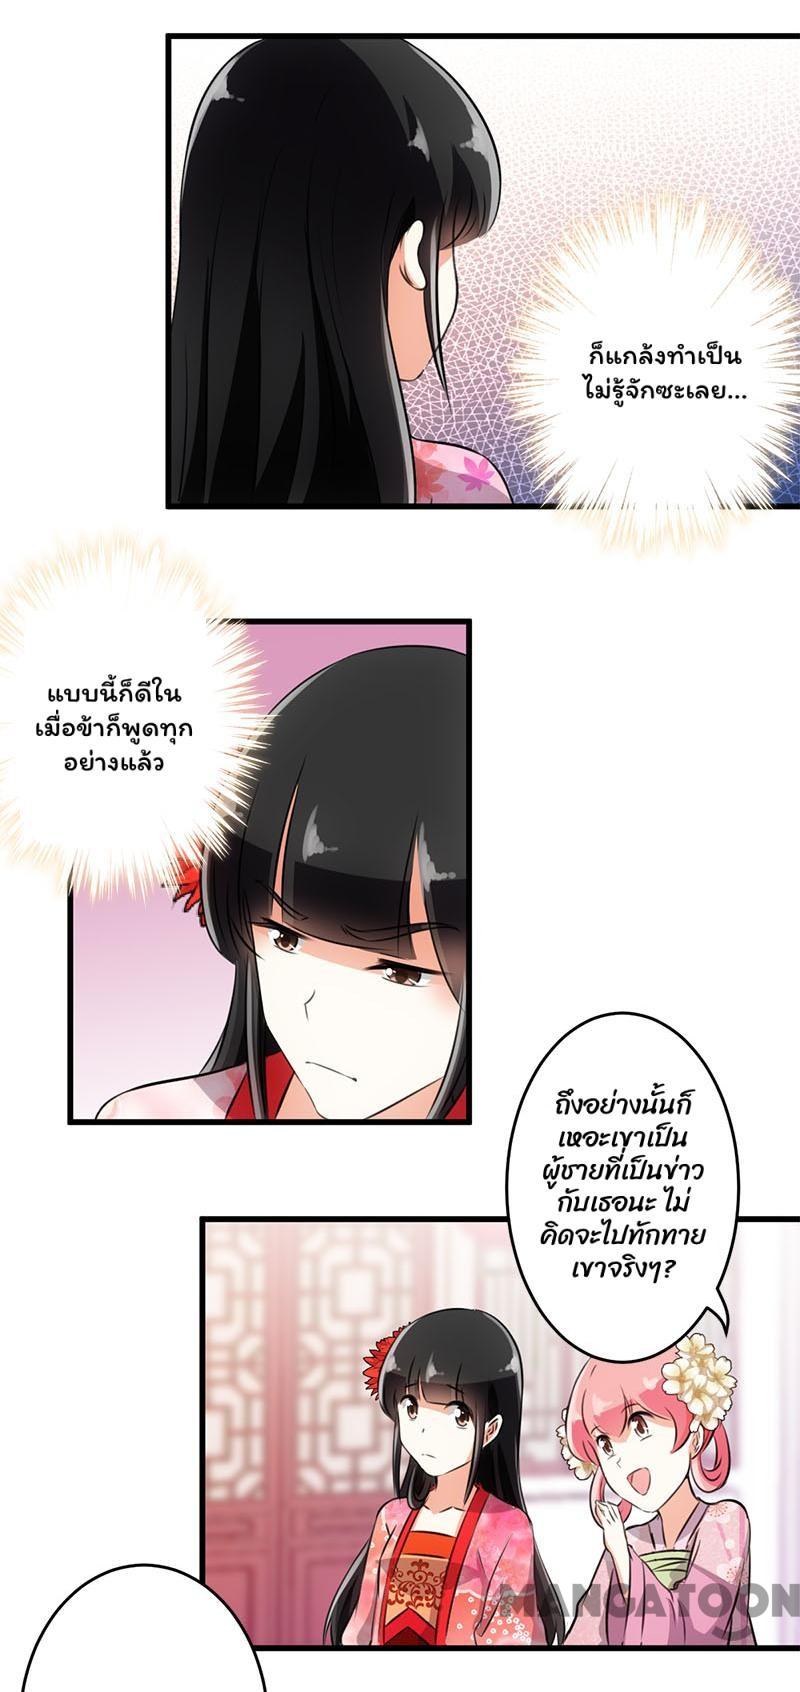 ก็แกล้งทำเป็น
ไม่รู้จักซะเลย...
แบบนี้ก็ดีใน
เมื่อข้าก็พูดทุก
อย่างแล้ว
ถึงอย่างนั้นก็
เหอะเขาเป็น
ผู้ชายที่เป็นข่าว
กับเธอนะ ไม่
คิดจะไปทักทาย
เขาจริงๆ?
MANGATOON